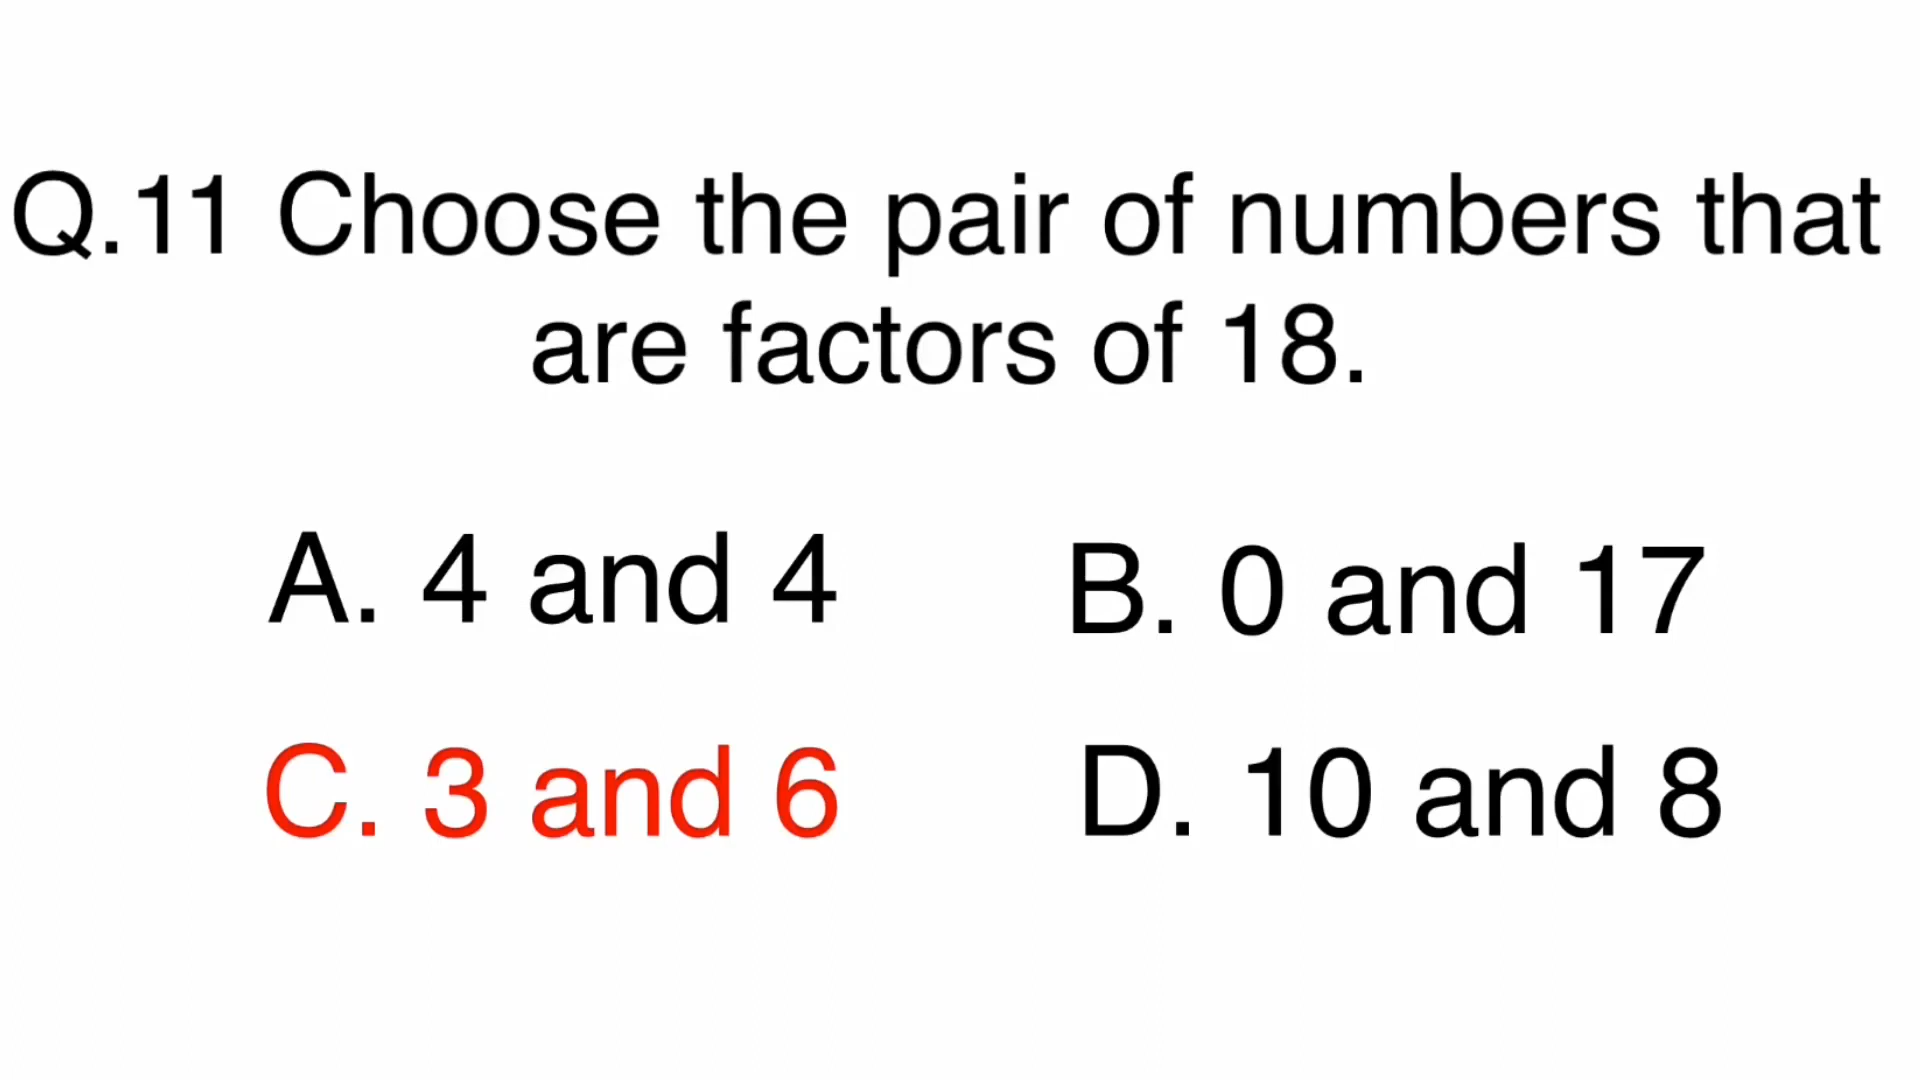 Q.11 Choose the pair of numbers that
are factors of 18.
A. 4 and 4
B. 0 and 17
C. 3 and 6
D. 10 and 8